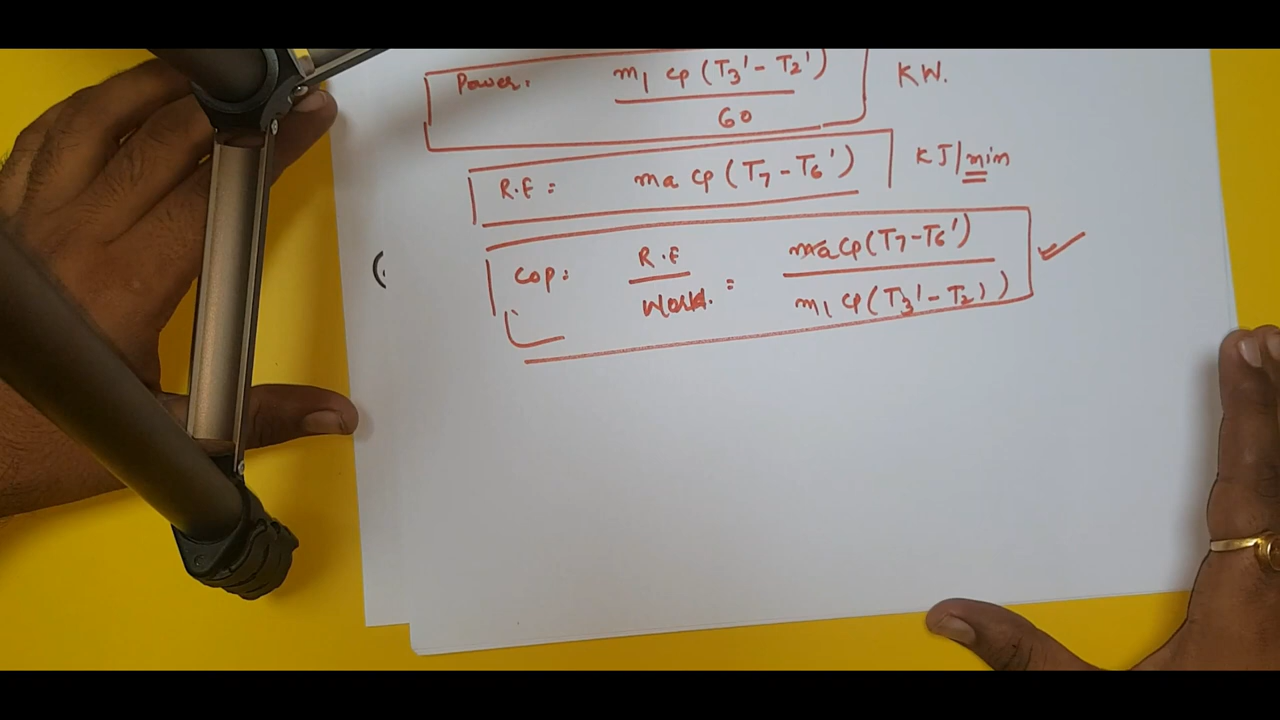 Power: m1 cp (T3' - T2') / 60 KW.
R.E = ma cp (T7 - T6') KJ/min
COP: R.E / Work. = ma cp (T7 - T6') / m1 cp (T3' - T2))